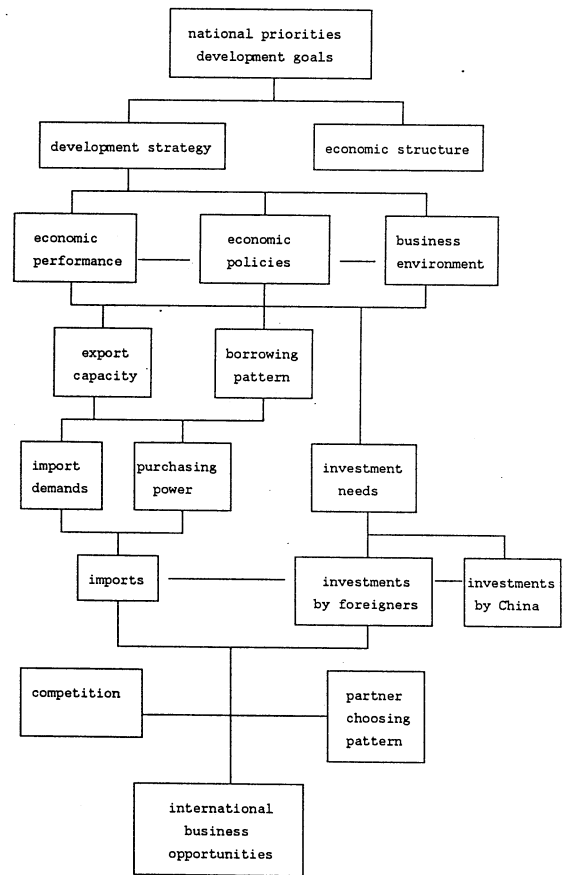 national priorities
development goals
development strategy
economic structure
economic
performance
economic
policies
business
environment
export
capacity
borrowing
pattern
import
demands
purchasing
power
investment
needs
imports
investments
by foreigners
investments
by China
competition
partner
choosing
pattern
international
business
opportunities